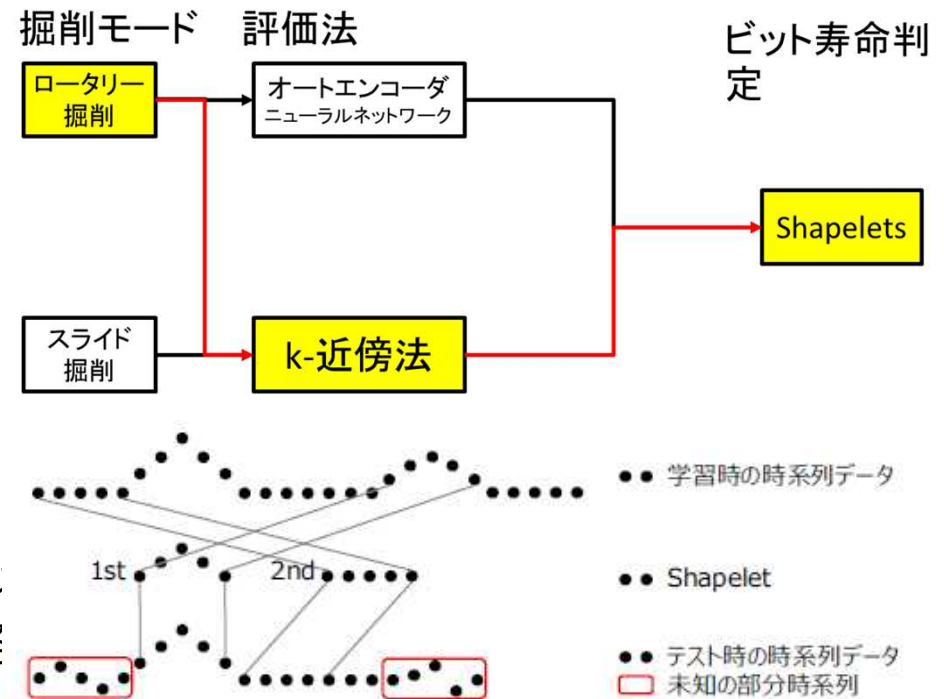 掘削モード 評価法
ビット寿命判
定
ロータリー
掘削
オートエンコーダ
ニューラルネットワーク
Shapelets
スライド
掘削
k-近傍法
学習時の時系列データ
1st
2nd
Shapelet
テスト時の時系列データ
未知の部分時系列